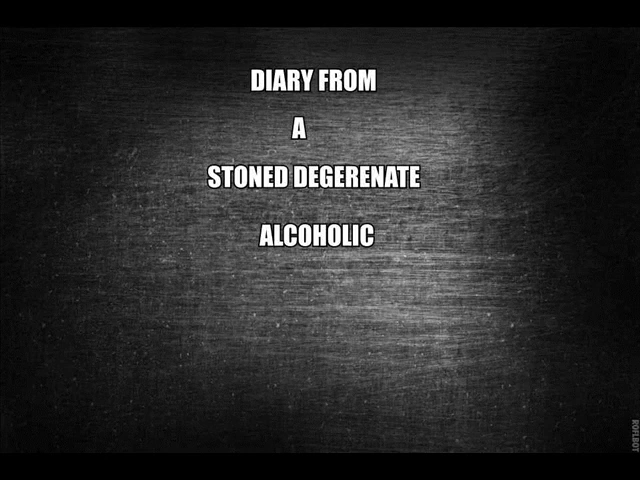 DIARY FROM
A
STONED DEGERENATE
ALCOHOLIC
ROFLBOT